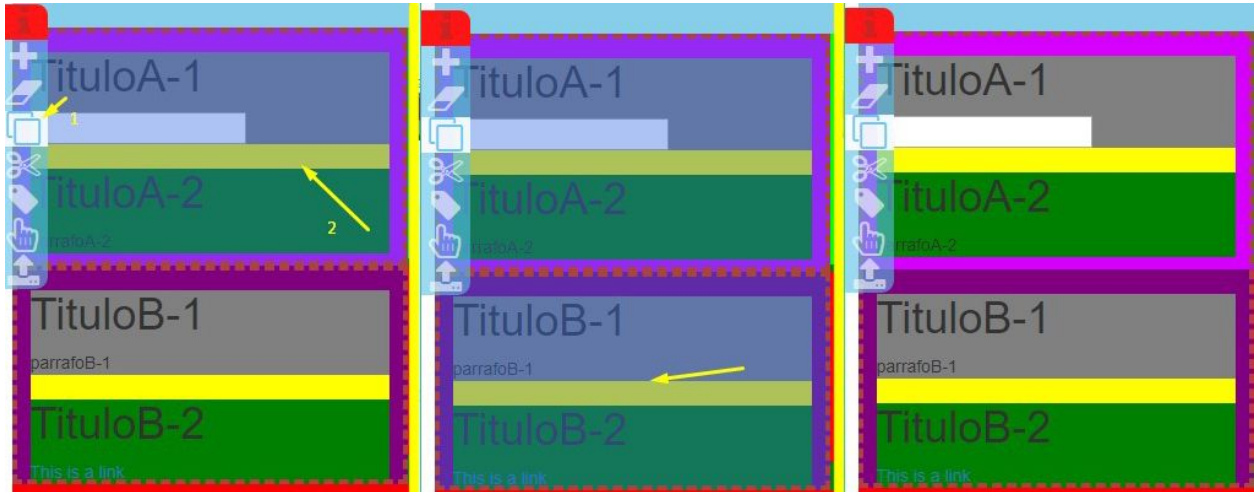 i
TituloA-1
1
TituloA-2
2
parrafoA-2
TituloB-1
parrafoB-1
TituloB-2
This is a link
i
TituloA-1
TituloA-2
parrafoA-2
TituloB-1
parrafoB-1
TituloB-2
This is a link
i
TituloA-1
TituloA-2
parrafoA-2
TituloB-1
parrafoB-1
TituloB-2
This is a link